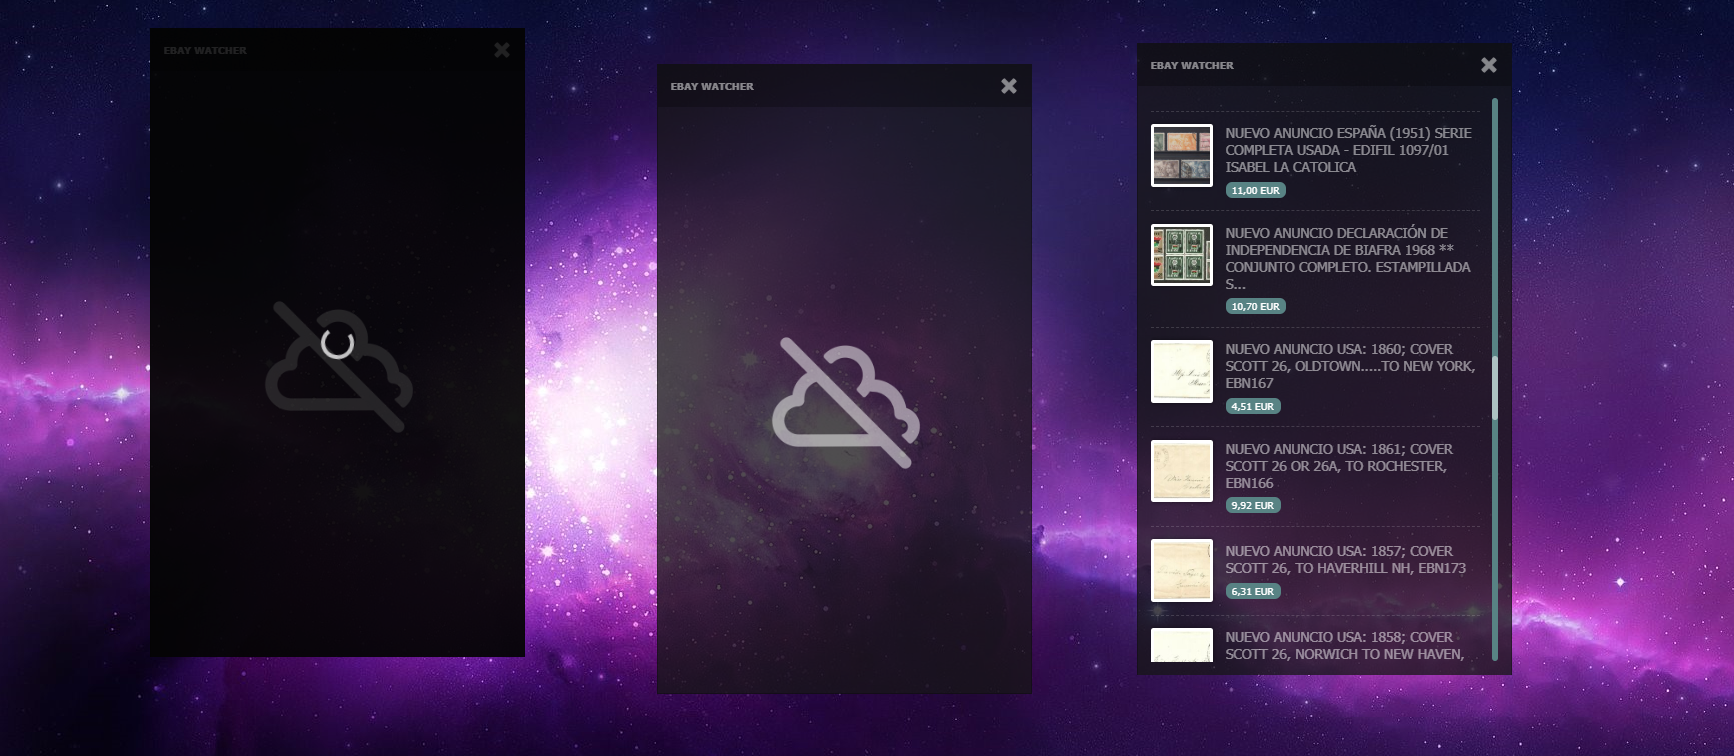 EBAY WATCHER
EBAY WATCHER
EBAY WATCHER
NUEVO ANUNCIO ESPAÑA (1951) SERIE
COMPLETA USADA - EDIFIL 1097/01
ISABEL LA CATOLICA
11,00 EUR
NUEVO ANUNCIO DECLARACIÓN DE
INDEPENDENCIA DE BIAFRA 1968 **
CONJUNTO COMPLETO. ESTAMPILLADA
S...
10,70 EUR
NUEVO ANUNCIO USA: 1860; COVER
SCOTT 26, OLDTOWN.....TO NEW YORK,
EBN167
4,51 EUR
NUEVO ANUNCIO USA: 1861; COVER
SCOTT 26 OR 26A, TO ROCHESTER,
EBN166
9,92 EUR
NUEVO ANUNCIO USA: 1857; COVER
SCOTT 26, TO HAVERHILL NH, EBN173
6,31 EUR
NUEVO ANUNCIO USA: 1858; COVER
SCOTT 26, NORWICH TO NEW HAVEN,